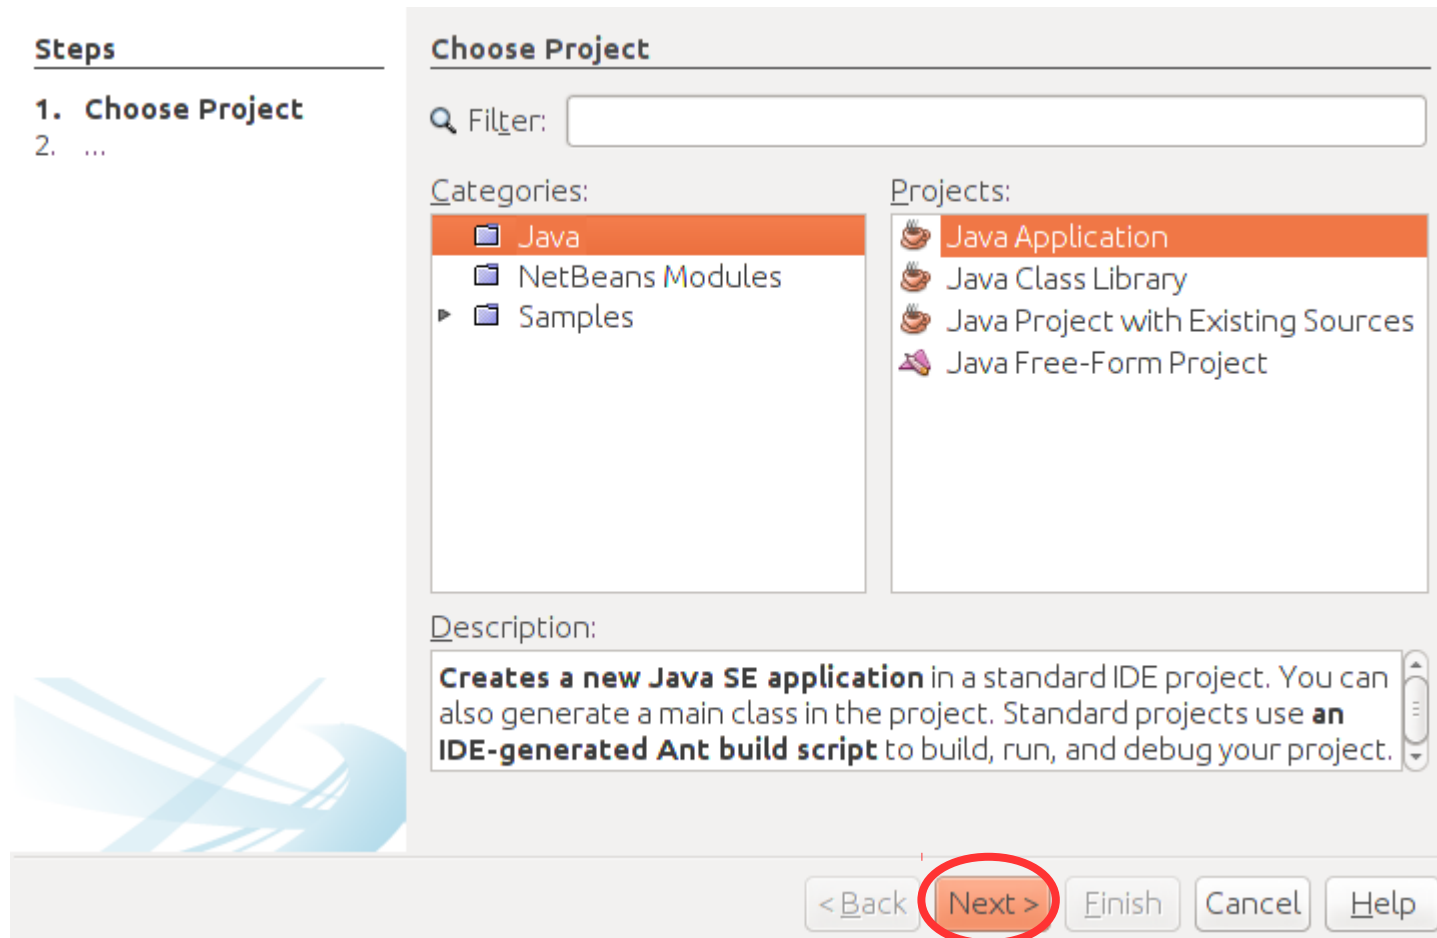 Steps
1. Choose Project
2. ...
Choose Project
Filter:
Categories:
Java
NetBeans Modules
Samples
Projects:
Java Application
Java Class Library
Java Project with Existing Sources
Java Free-Form Project
Description:
Creates a new Java SE application in a standard IDE project. You can
also generate a main class in the project. Standard projects use an
IDE-generated Ant build script to build, run, and debug your project.
< Back Next > Finish Cancel Help